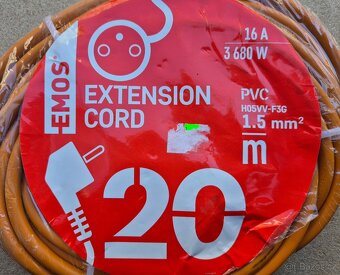 16 A
3 680 W
EMOS
EXTENSION
CORD
PVC
H05VV-F3G
1.5 mm²
20 m